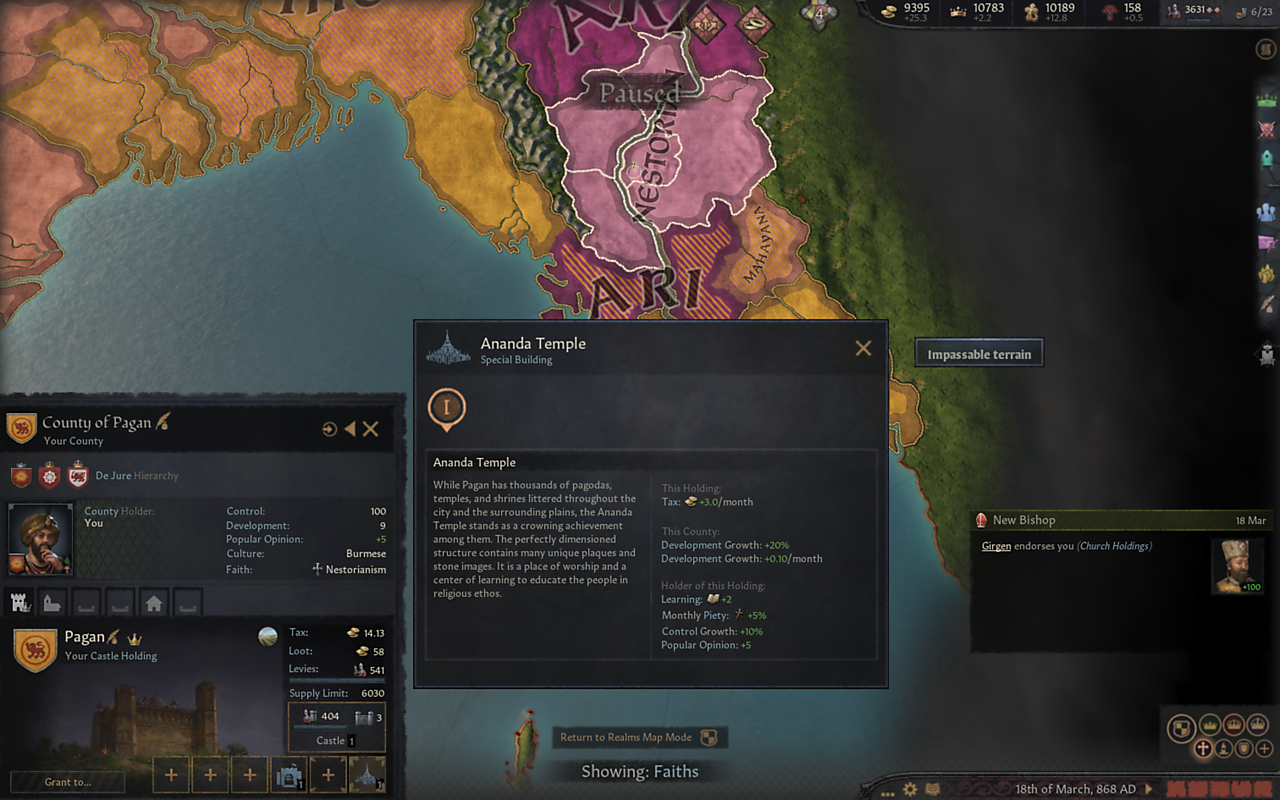 ARI
4
9395
+25.3
10783
+2.2
10189
+12.8
158
+0.5
3631
6/23
Paused
NESTORIAN
MAHAYANA
ARI
Ananda Temple
Special Building
I
Ananda Temple
While Pagan has thousands of pagodas,
temples, and shrines littered throughout the
city and the surrounding plains, the Ananda
Temple stands as a crowning achievement
among them. The perfectly dimensioned
structure contains many unique plaques and
stone images. It is a place of worship and a
center of learning to educate the people in
religious ethos.
This Holding:
Tax: +3.0/month
This County:
Development Growth: +20%
Development Growth: +0.10/month
Holder of this Holding:
Learning: +2
Monthly Piety: +5%
Control Growth: +10%
Popular Opinion: +5
Impassable terrain
County of Pagan
Your County
De Jure Hierarchy
County Holder:
You
Control: 100
Development: 9
Popular Opinion: +5
Culture: Burmese
Faith: Nestorianism
Pagan
Your Castle Holding
Tax: 14.13
Loot: 58
Levies: 541
Supply Limit: 6030
404
3
Castle 1
Grant to...
+
+
+
1
+
1
New Bishop
18 Mar
Girgen endorses you (Church Holdings)
+100
Return to Realms Map Mode
Showing: Faiths
18th of March, 868 AD